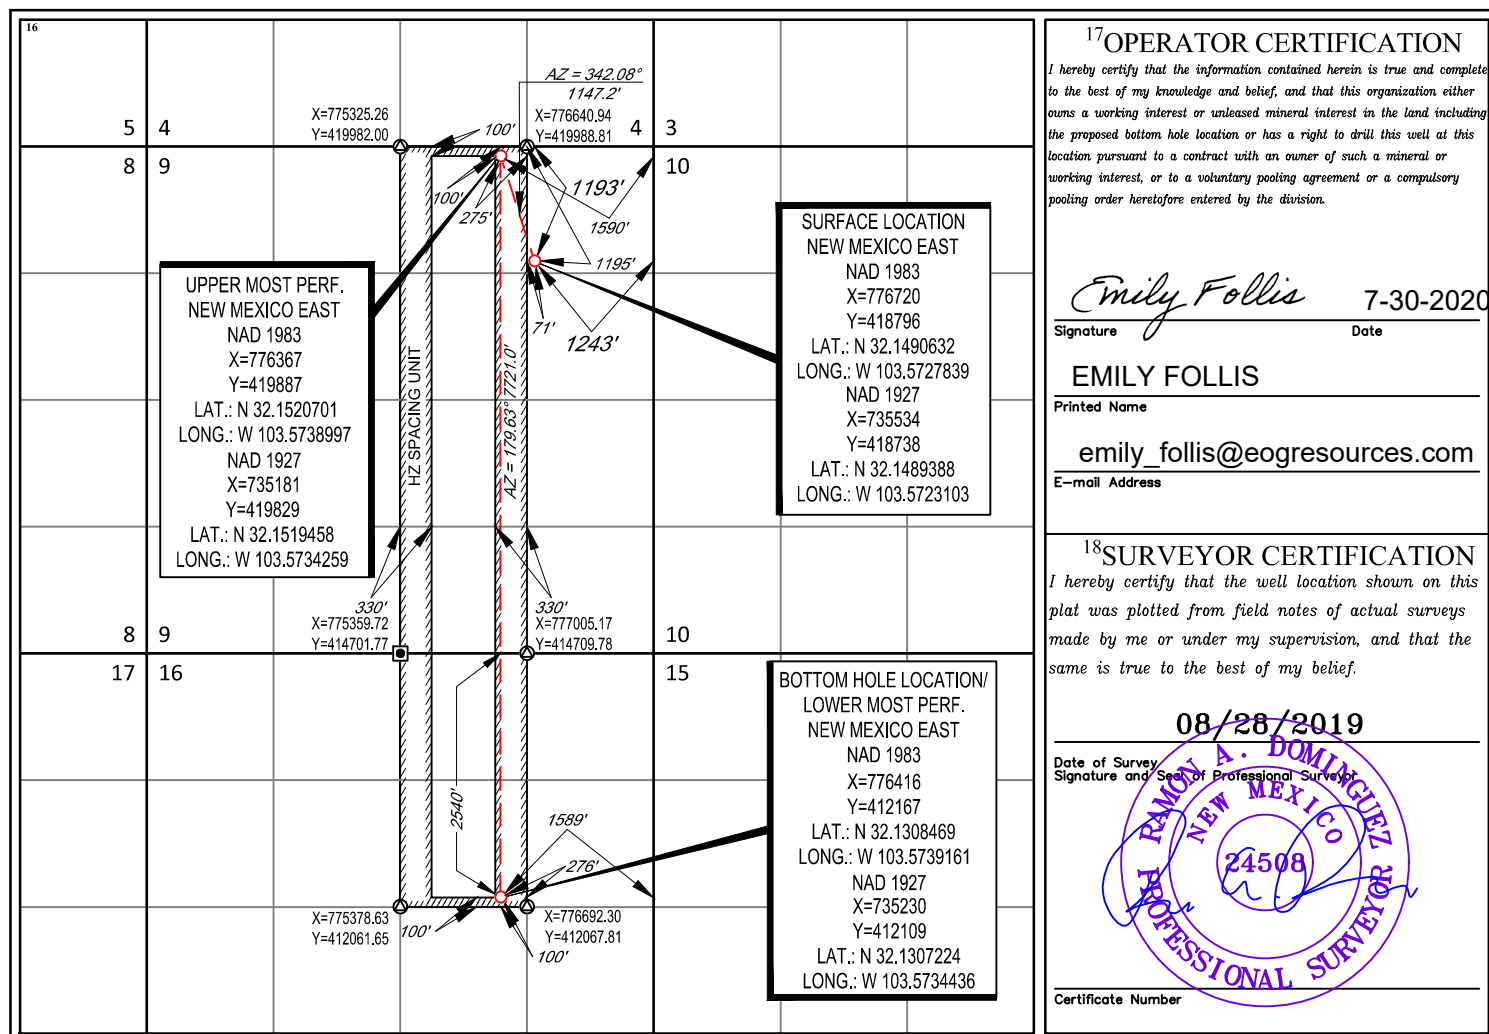 16
AZ = 342.08°
1147.2'
X=775325.26
Y=419982.00
100'
X=776640.94
Y=419988.81
5 4
4 3
8 9
10
100'
275'
1193'
1590'
1195'
71'
1243'
UPPER MOST PERF.
NEW MEXICO EAST
NAD 1983
X=776367
Y=419887
LAT.: N 32.1520701
LONG.: W 103.5738997
NAD 1927
X=735181
Y=419829
LAT.: N 32.1519458
LONG.: W 103.5734259
SURFACE LOCATION
NEW MEXICO EAST
NAD 1983
X=776720
Y=418796
LAT.: N 32.1490632
LONG.: W 103.5727839
NAD 1927
X=735534
Y=418738
LAT.: N 32.1489388
LONG.: W 103.5723103
HZ SPACING UNIT
AZ = 179.63° 7721.0'
330'
330'
X=775359.72
Y=414701.77
X=777005.17
Y=414709.78
8 9
10
17 16
15
2540'
1589'
276'
BOTTOM HOLE LOCATION/
LOWER MOST PERF.
NEW MEXICO EAST
NAD 1983
X=776416
Y=412167
LAT.: N 32.1308469
LONG.: W 103.5739161
NAD 1927
X=735230
Y=412109
LAT.: N 32.1307224
LONG.: W 103.5734436
X=775378.63
Y=412061.65
100'
X=776692.30
Y=412067.81
100'
17 OPERATOR CERTIFICATION
I hereby certify that the information contained herein is true and complete
to the best of my knowledge and belief, and that this organization either
owns a working interest or unleased mineral interest in the land including
the proposed bottom hole location or has a right to drill this well at this
location pursuant to a contract with an owner of such a mineral or
working interest, or to a voluntary pooling agreement or a compulsory
pooling order heretofore entered by the division.
Emily Follis 7-30-2020
Signature Date
EMILY FOLLIS
Printed Name
emily_follis@eogresources.com
E-mail Address
18 SURVEYOR CERTIFICATION
I hereby certify that the well location shown on this
plat was plotted from field notes of actual surveys
made by me or under my supervision, and that the
same is true to the best of my belief.
08/28/2019
Date of Survey
Signature and Seal of Professional Surveyor
RAMON A. DOMINGUEZ
NEW MEXICO
24508
PROFESSIONAL SURVEYOR
Certificate Number